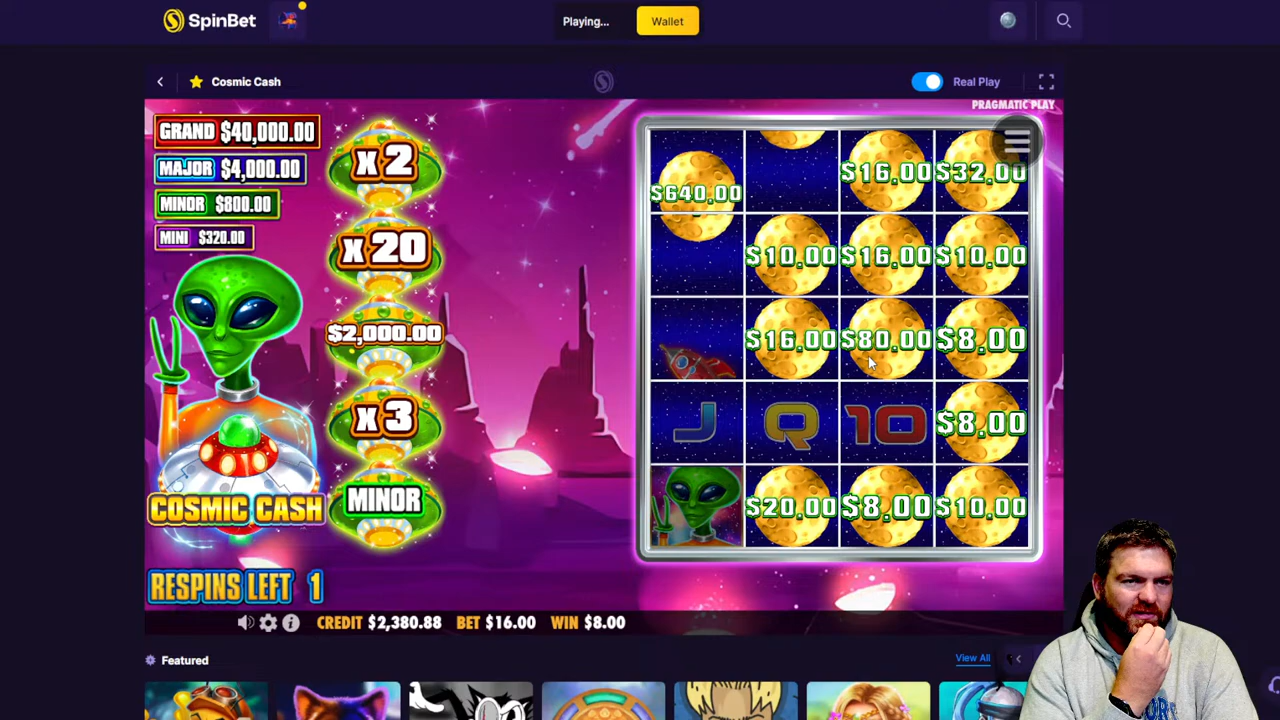 SpinBet
Playing...
Wallet
Cosmic Cash
Real Play
PRAGMATIC PLAY
GRAND $40,000.00
MAJOR $4,000.00
MINOR $800.00
MINI $320.00
X2
X20
$2,000.00
X3
MINOR
$640.00
$16.00
$32.00
$10.00
$16.00
$10.00
$16.00
$80.00
$8.00
J
Q
10
$8.00
$20.00
$8.00
$10.00
COSMIC CASH
RESPINS LEFT 1
CREDIT $2,380.88 BET $16.00 WIN $8.00
Featured
View All